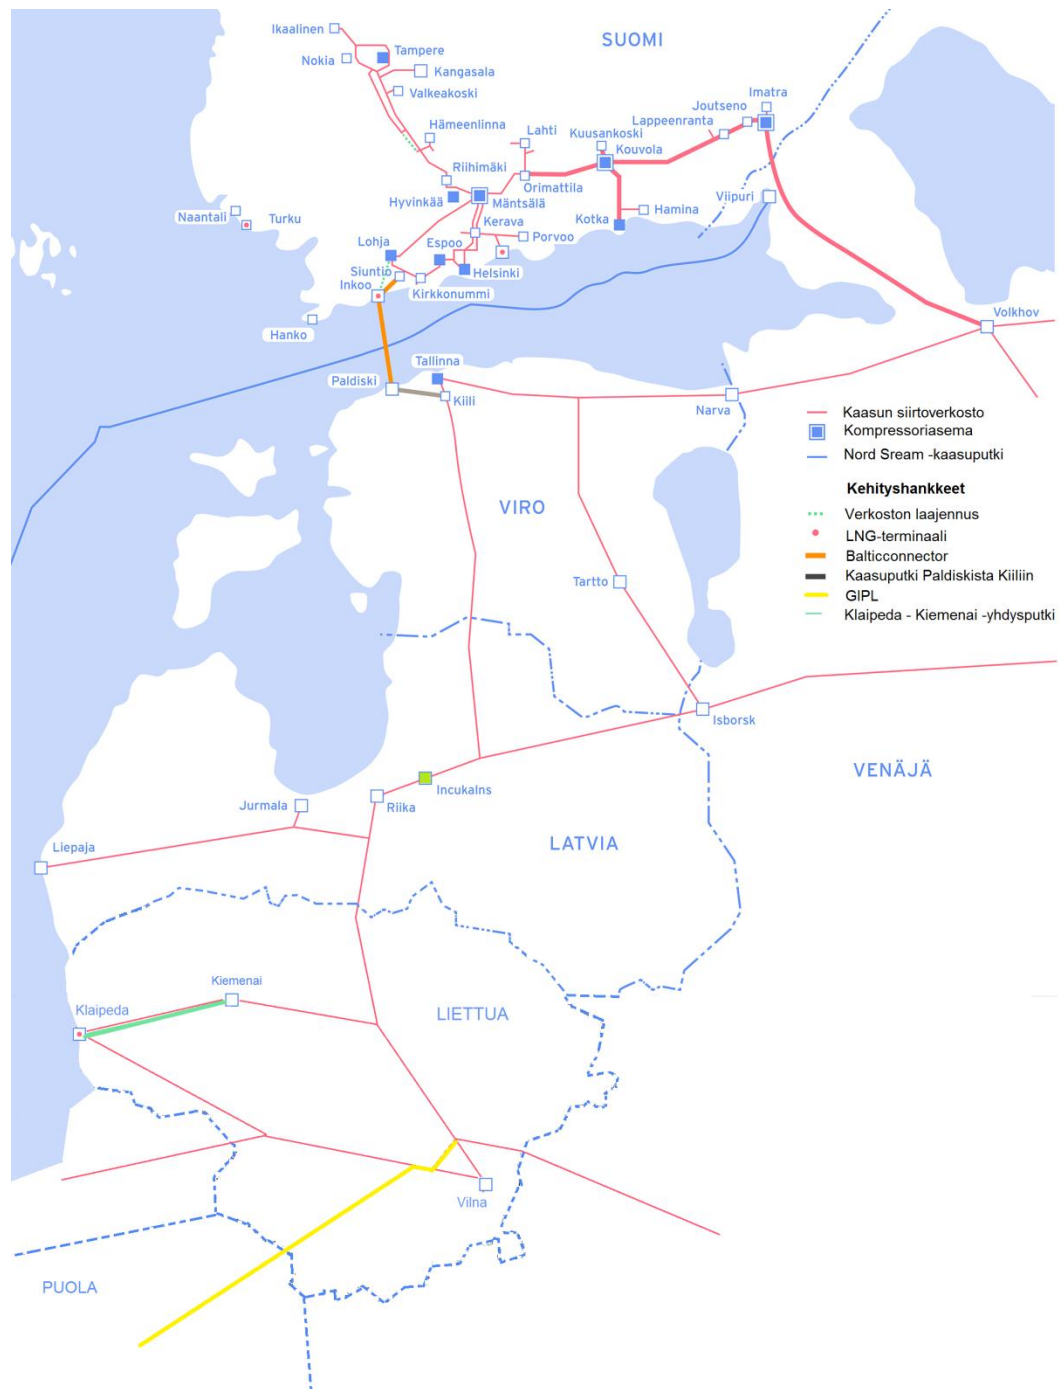 Ikaalinen
SUOMI
Tampere
Nokia
Kangasala
Valkeakoski
Imatra
Joutseno
Lappeenranta
Hämeenlinna
Lahti
Kuusankoski
Kouvola
Riihimäki
Orimattila
Viipuri
Hyvinkää
Mäntsälä
Naantali
Turku
Kerava
Kotka
Hamina
Porvoo
Lohja
Espoo
Siuntio
Helsinki
Inkoo
Kirkkonummi
Hanko
Volkhov
Tallinna
Paldiski
Kiili
Narva
Kaasun siirtoverkosto
Kompressoriasema
Nord Sream -kaasuputki
Kehityshankkeet
Verkoston laajennus
LNG-terminaali
Balticconnector
Kaasuputki Paldiskista Kiiliin
GIPL
Klaipeda - Kiemenai -yhdysputki
VIRO
Tartto
Isborsk
VENÄJÄ
Incukalns
Jurmala
Riika
LATVIA
Liepaja
Kiemenai
Klaipeda
LIETTUA
Vilna
PUOLA